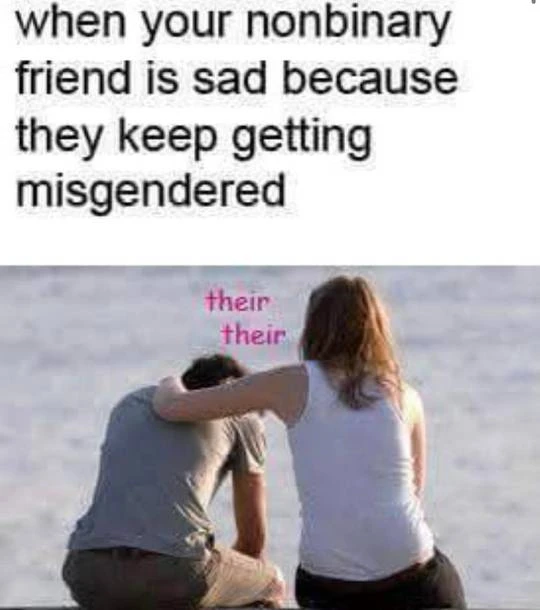 when your nonbinary
friend is sad because
they keep getting
misgendered
their
their